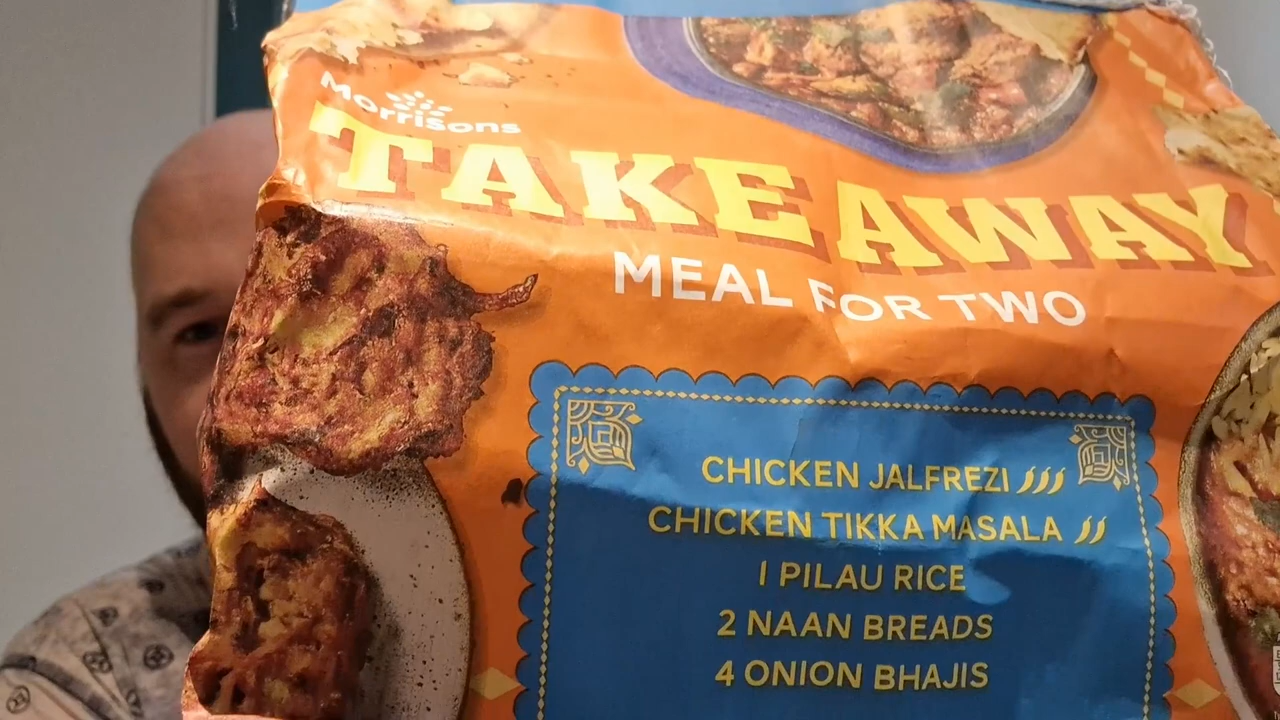 Morrisons
TAKEAWAY
MEAL FOR TWO
CHICKEN JALFREZI
CHICKEN TIKKA MASALA
1 PILAU RICE
2 NAAN BREADS
4 ONION BHAJIS